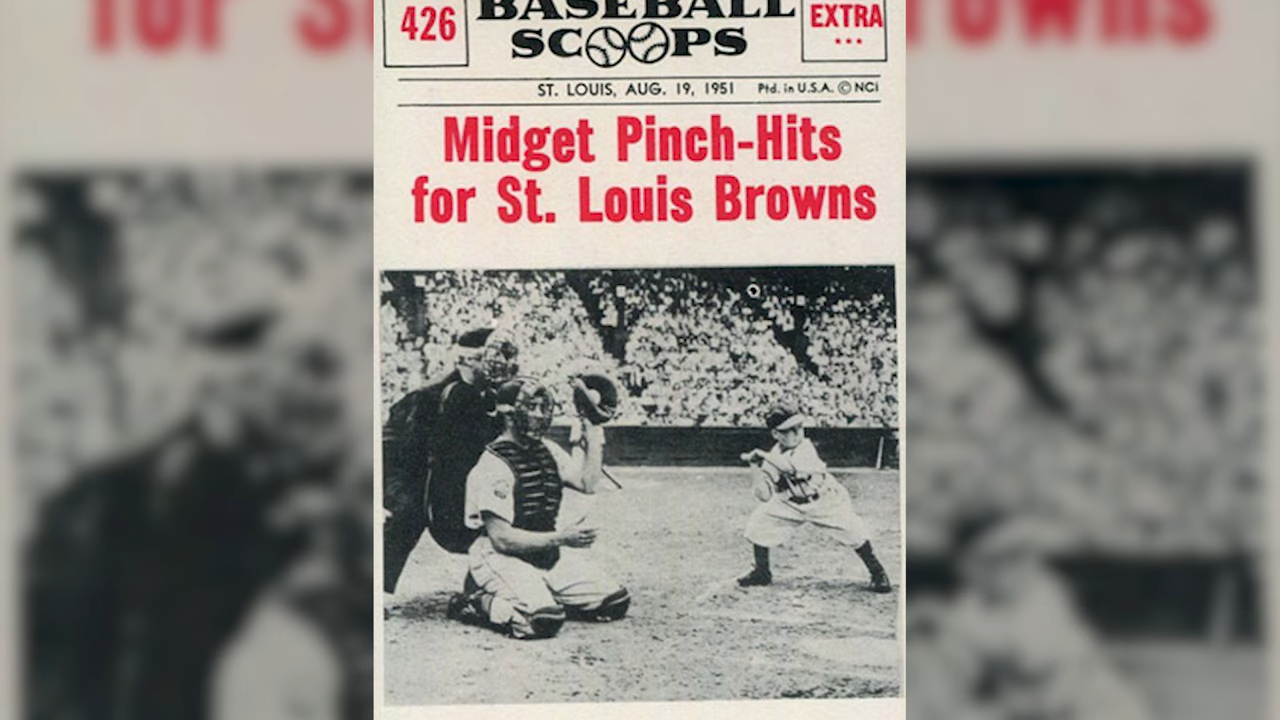 426
BASEBALL
SCOOPS
EXTRA
ST. LOUIS, AUG. 19, 1951 Ptd. in U.S.A. © NCi
Midget Pinch-Hits
for St. Louis Browns